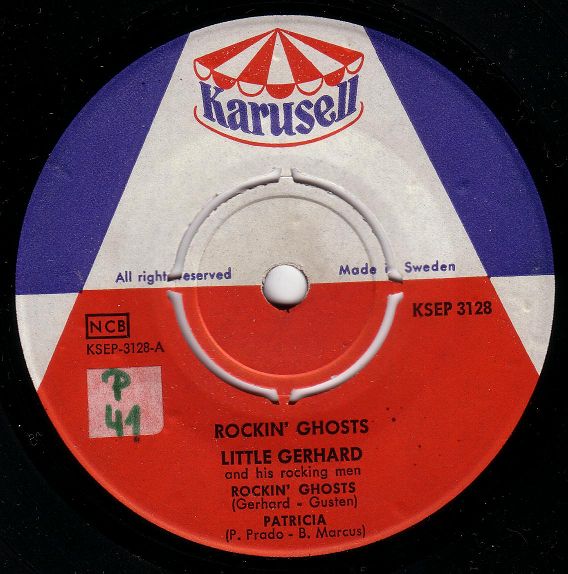 Karusell
All rights reserved
Made in Sweden
NCB
KSEP-3128-A
KSEP 3128
P
41
ROCKIN' GHOSTS
LITTLE GERHARD
and his rocking men
ROCKIN' GHOSTS
(Gerhard - Gusten)
PATRICIA
(P. Prado - B. Marcus)